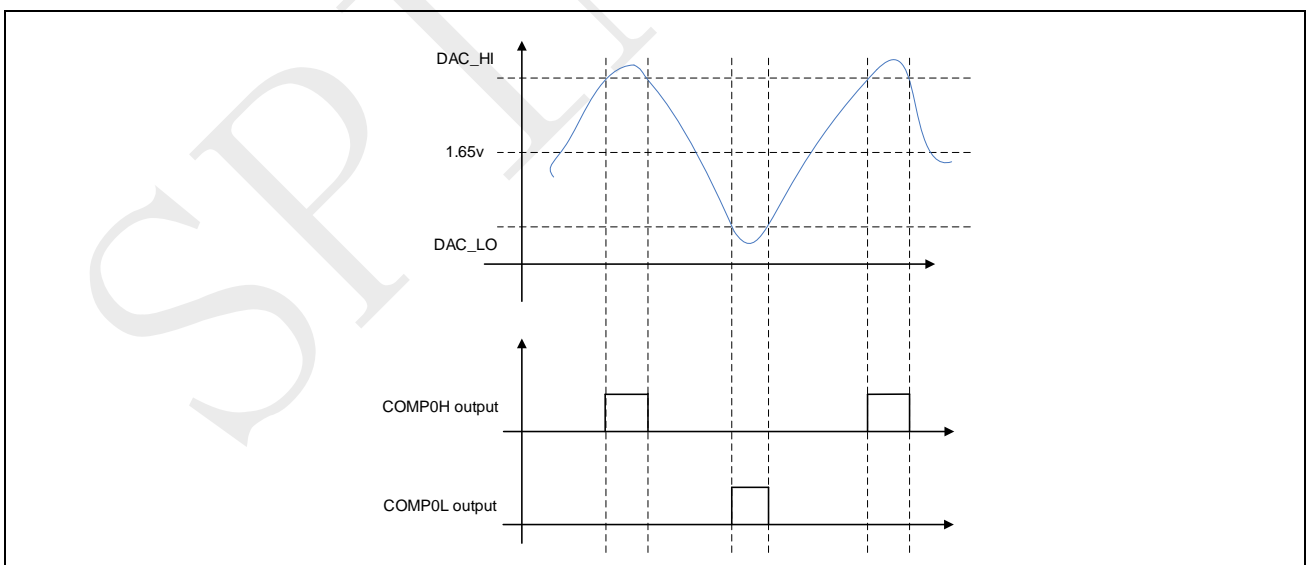 DAC_HI
1.65v
DAC_LO
COMP0H output
COMP0L output